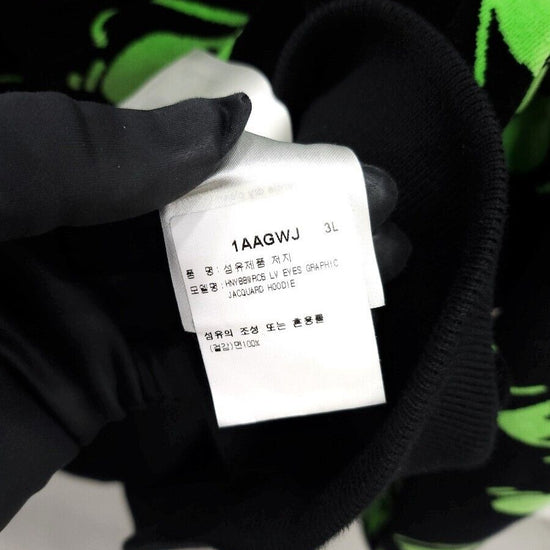 1AAGWJ 3L
품 명: 섬유제품 저지
모델명: HNY88WRC6 LV EYES GRAPHIC
JACQUARD HOODIE
섬유의 조성 또는 혼용률
(겉감)면100%